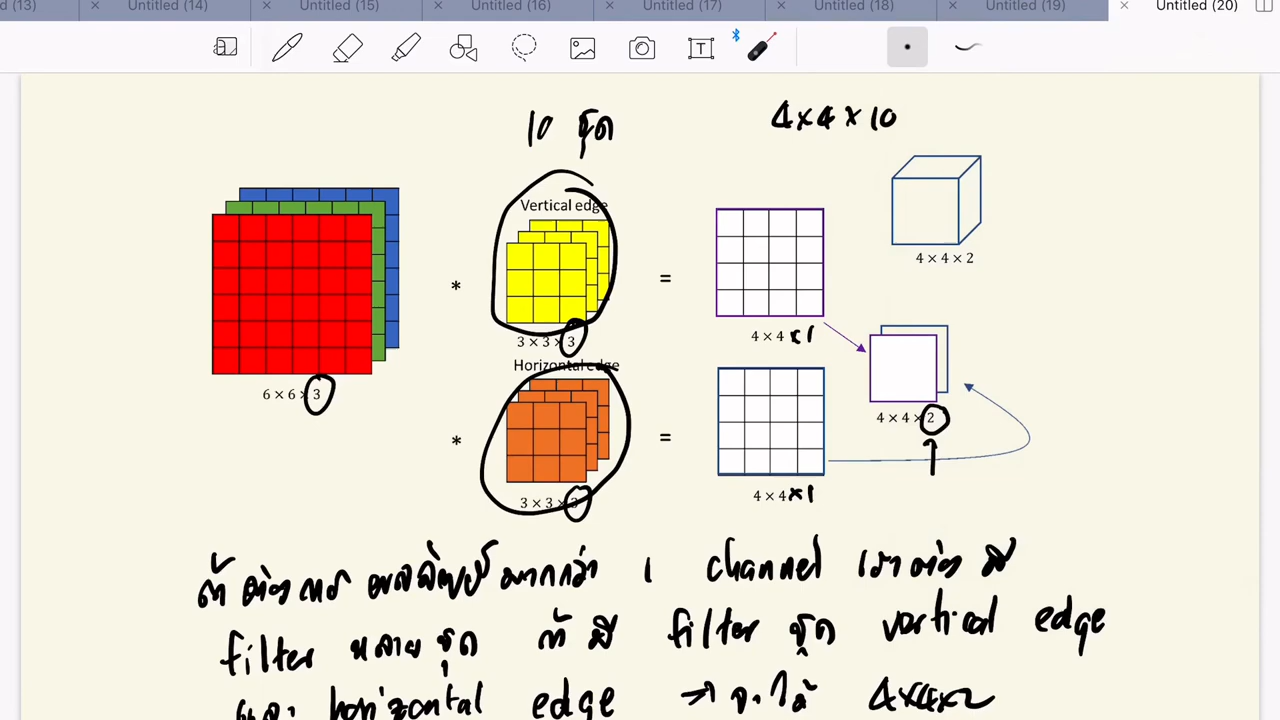 (13) Untitled (14) Untitled (15) Untitled (16) Untitled (17) Untitled (18) Untitled (19) Untitled (20)
T
10 ชุด 4×4×10
Vertical edge
4 × 4 × 2
* =
3 × 3 × 3 4 × 4 ×1
Horizontal edge
6 × 6 × 3
4 × 4 × 2
* =
3 × 3 × 3 4 × 4 ×1
ถ้าต้องการ ผลลัพธ์มากกว่า 1 channel เราต้องมี
filter หลายชุด ถ้ามี filter ชุด vertical edge
และ horizontal edge → จะได้ 4×4×2